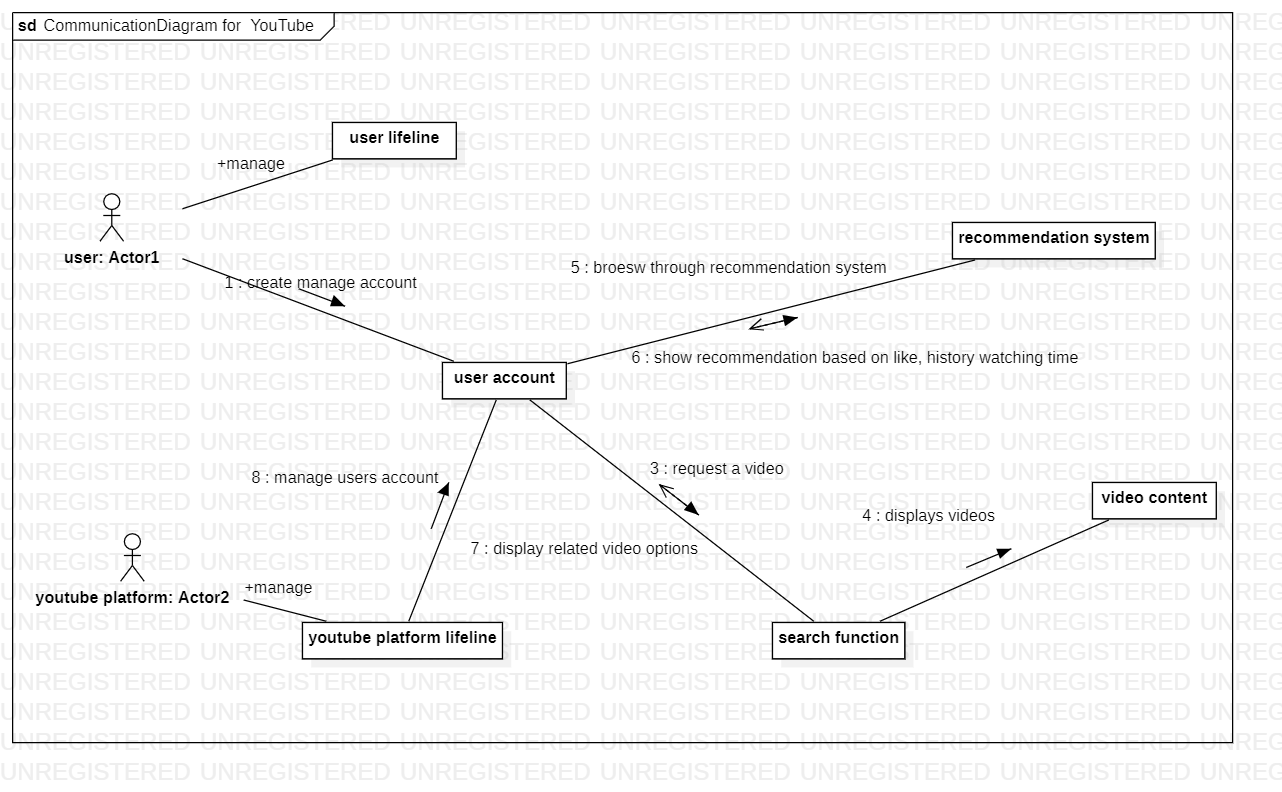 sd CommunicationDiagram for YouTube
user lifeline
+manage
user: Actor1
recommendation system
5 : broesw through recommendation system
1 : create manage account
6 : show recommendation based on like, history watching time
user account
3 : request a video
8 : manage users account
video content
4 : displays videos
7 : display related video options
+manage
youtube platform: Actor2
youtube platform lifeline
search function
UNREGISTERED